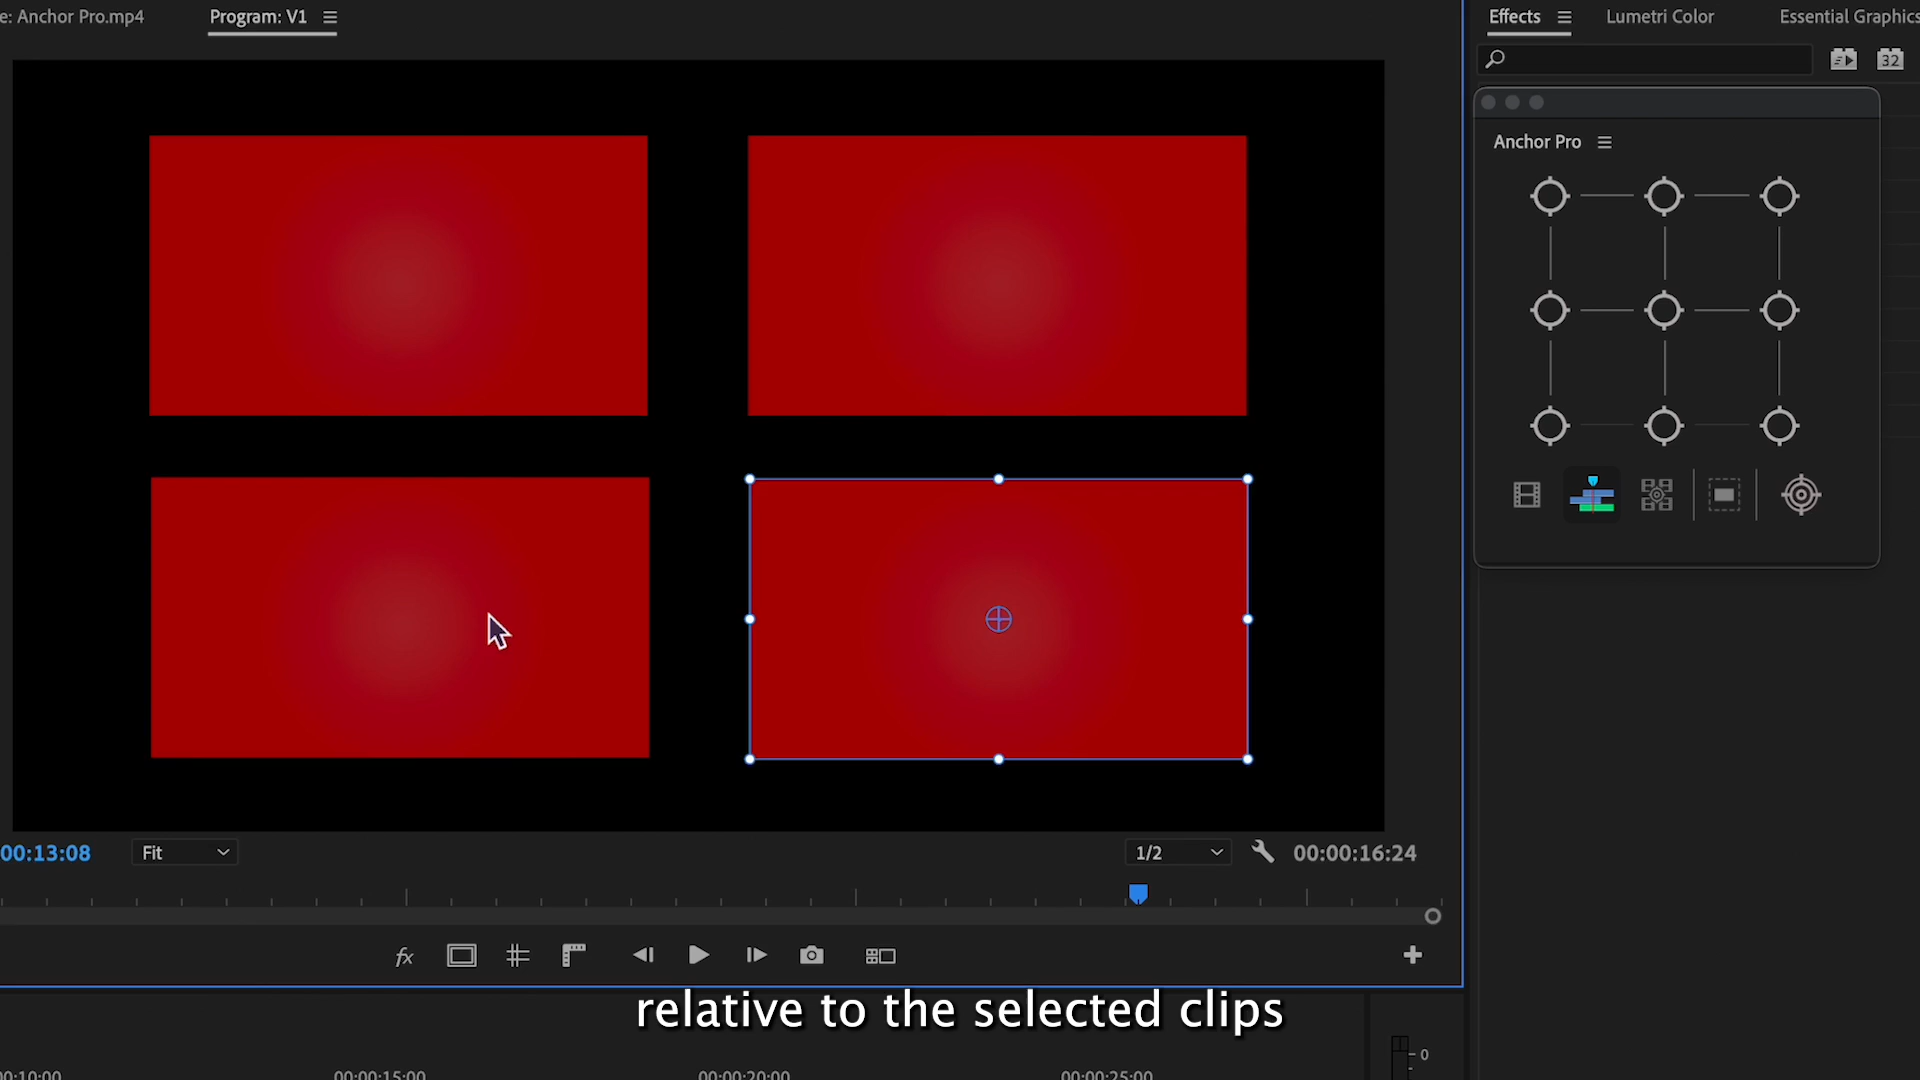 e: Anchor Pro.mp4
Program: V1
Effects
Lumetri Color
Essential Graphics
32
Anchor Pro
00:13:08
Fit
1/2
00:00:16:24
fx
relative to the selected clips
0
00:10:00
00:00:15:00
00:00:20:00
00:00:25:00